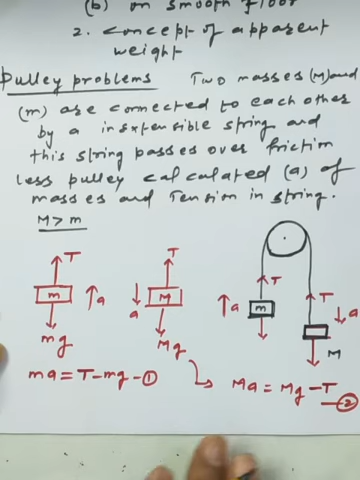 (b) on smooth floor
2. concept of apparent
weight
Pulley problems Two masses (M) and
(m) are connected to each other
by a inextensible string and
this string passes over friction
less pulley calculated (a) of
masses and Tension in string.
M > m
T
m
a
mg
T
M
a
Mg
T
a
m
T
a
M
ma = T - mg - ①
Ma = Mg - T
- ②